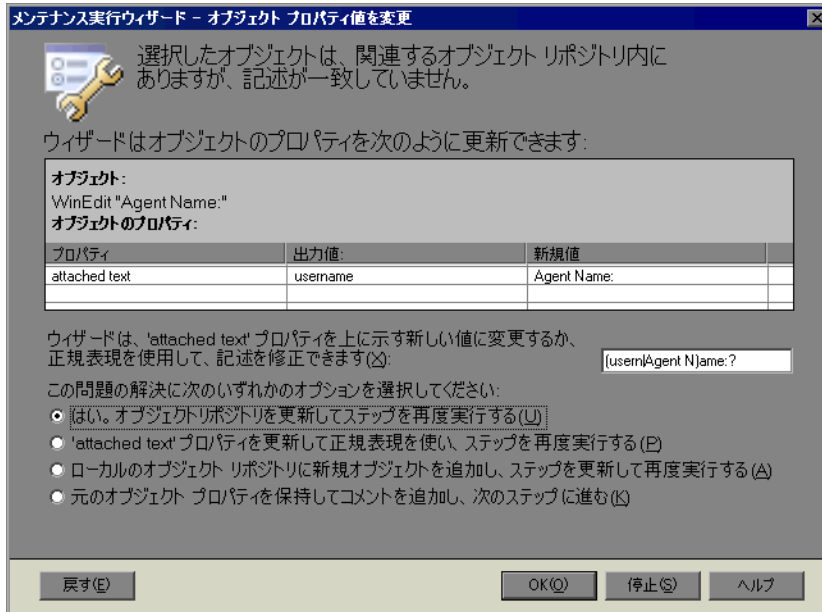 メンテナンス実行ウィザード - オブジェクト プロパティ値を変更
選択したオブジェクトは、関連するオブジェクト リポジトリ内に
ありますが、記述が一致していません。
ウィザードはオブジェクトのプロパティを次のように更新できます:
オブジェクト:
WinEdit "Agent Name:"
オブジェクトのプロパティ:
プロパティ 出力値: 新規値
attached text username Agent Name:
ウィザードは、'attached text' プロパティを上に示す新しい値に変更するか、
正規表現を使用して、記述を修正できます(X): (usern|Agent N)ame:?
この問題の解決に次のいずれかのオプションを選択してください:
はい。オブジェクトリポジトリを更新してステップを再度実行する(U)
'attached text' プロパティを更新して正規表現を使い、ステップを再度実行する(P)
ローカルのオブジェクト リポジトリに新規オブジェクトを追加し、ステップを更新して再度実行する(A)
元のオブジェクト プロパティを保持してコメントを追加し、次のステップに進む(K)
戻す(E) OK(O) 停止(S) ヘルプ